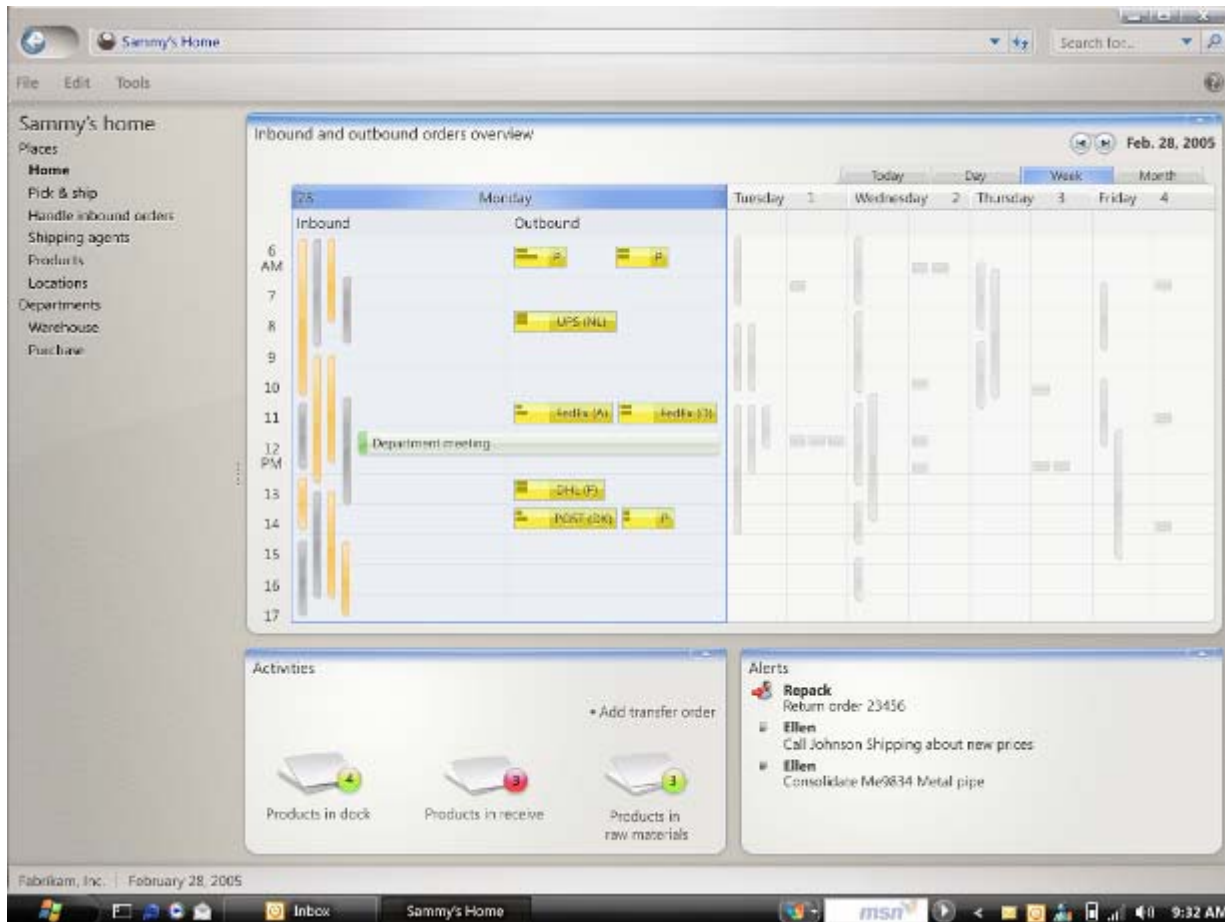 Sammy's Home
Search for...
File Edit Tools
Sammy's home
Places
Home
Pick & ship
Handle inbound orders
Shipping agents
Products
Locations
Departments
Warehouse
Purchase
Inbound and outbound orders overview
Feb. 28, 2005
Today Day Week Month
28 Monday Tuesday 1 Wednesday 2 Thursday 3 Friday 4
Inbound Outbound
6 AM
P P
7
8
UPS (NL)
9
10
11
FedEx (A) FedEx (D)
12 PM
Department meeting
13
DHL (F)
14
POST (DK) P
15
16
17
Activities
• Add transfer order
4
3
3
Products in dock
Products in receive
Products in
raw materials
Alerts
Repack
Return order 23456
Ellen
Call Johnson Shipping about new prices
Ellen
Consolidate Me9834 Metal pipe
Fabrikam, Inc. February 28, 2005
Inbox Sammy's Home msn 9:32 AM